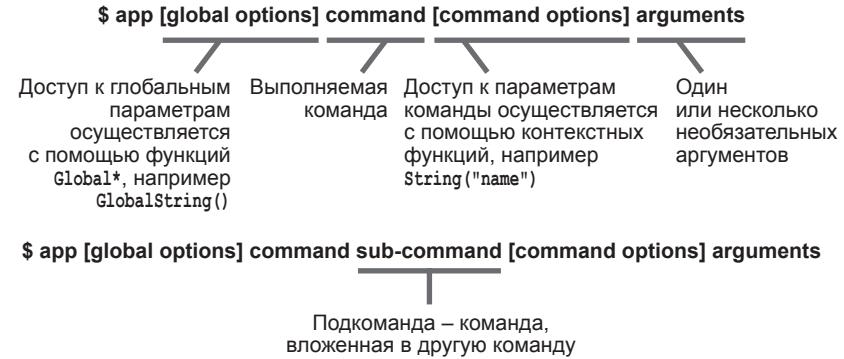 $ app [global options] command [command options] arguments
Доступ к глобальным
параметрам
осуществляется
с помощью функций
Global*, например
GlobalString()
Выполняемая
команда
Доступ к параметрам
команды осуществляется
с помощью контекстных
функций, например
String("name")
Один
или несколько
необязательных
аргументов
$ app [global options] command sub-command [command options] arguments
Подкоманда – команда,
вложенная в другую команду